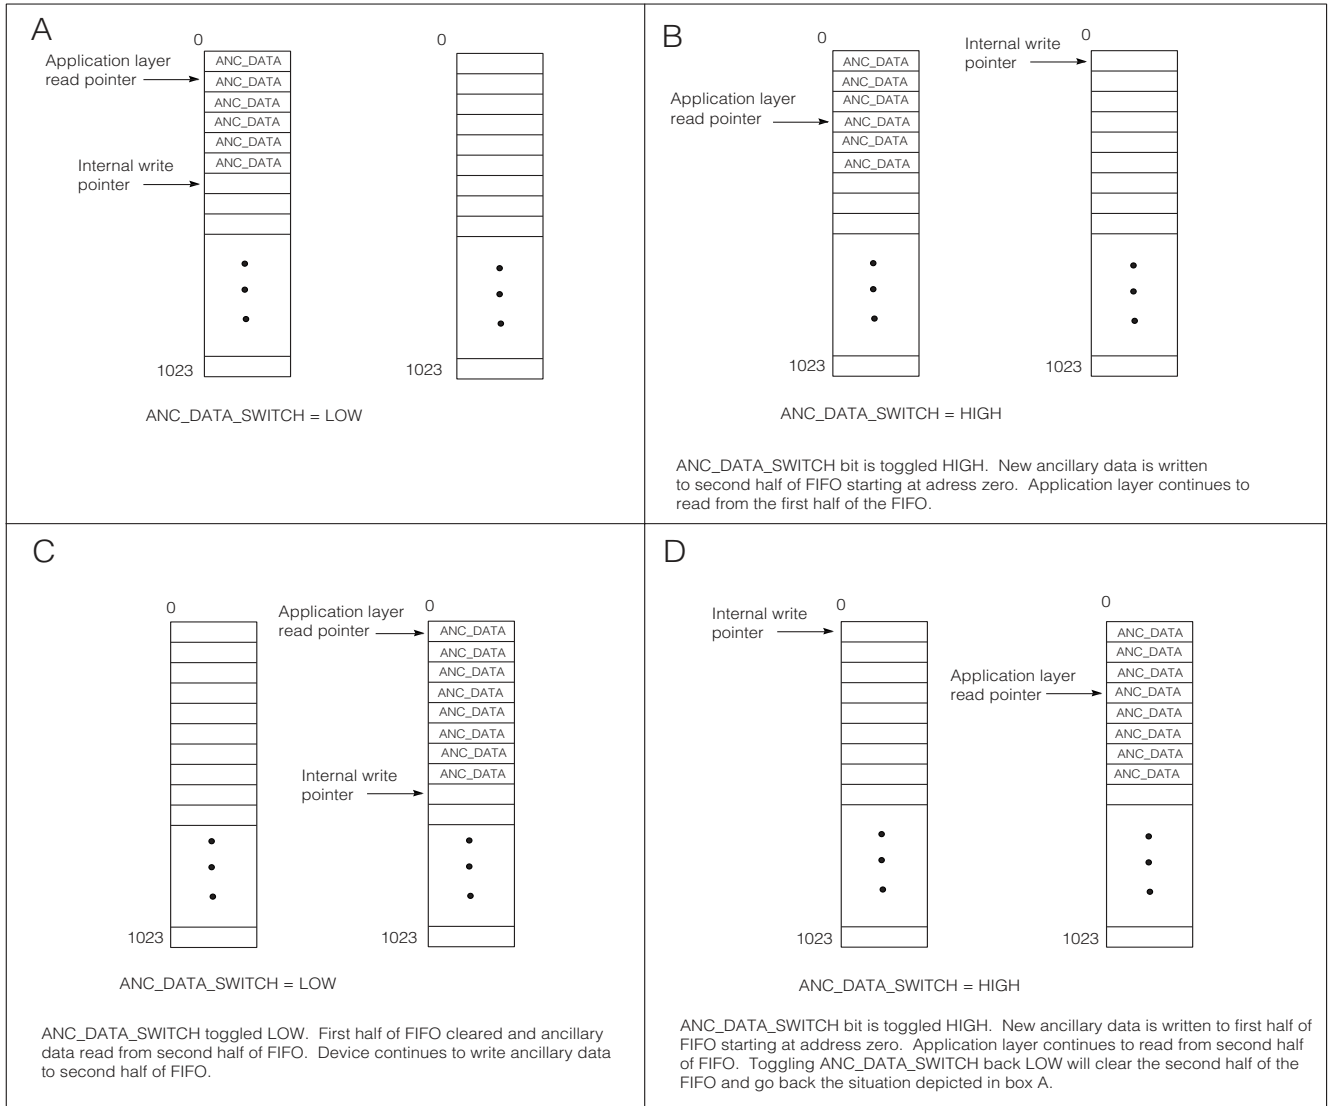 A
0
0
Application layer
read pointer
ANC_DATA
ANC_DATA
ANC_DATA
ANC_DATA
ANC_DATA
ANC_DATA
Internal write
pointer
1023
1023
ANC_DATA_SWITCH = LOW
B
0
0
Internal write
pointer
Application layer
read pointer
ANC_DATA
ANC_DATA
ANC_DATA
ANC_DATA
ANC_DATA
ANC_DATA
1023
1023
ANC_DATA_SWITCH = HIGH
ANC_DATA_SWITCH bit is toggled HIGH. New ancillary data is written
to second half of FIFO starting at adress zero. Application layer continues to
read from the first half of the FIFO.
C
0
0
Application layer
read pointer
ANC_DATA
ANC_DATA
ANC_DATA
ANC_DATA
ANC_DATA
ANC_DATA
ANC_DATA
ANC_DATA
Internal write
pointer
1023
1023
ANC_DATA_SWITCH = LOW
ANC_DATA_SWITCH toggled LOW. First half of FIFO cleared and ancillary
data read from second half of FIFO. Device continues to write ancillary data
to second half of FIFO.
D
0
0
Internal write
pointer
Application layer
read pointer
ANC_DATA
ANC_DATA
ANC_DATA
ANC_DATA
ANC_DATA
ANC_DATA
ANC_DATA
ANC_DATA
1023
1023
ANC_DATA_SWITCH = HIGH
ANC_DATA_SWITCH bit is toggled HIGH. New ancillary data is written to first half of
FIFO starting at address zero. Application layer continues to read from second half
of FIFO. Toggling ANC_DATA_SWITCH back LOW will clear the second half of the
FIFO and go back the situation depicted in box A.